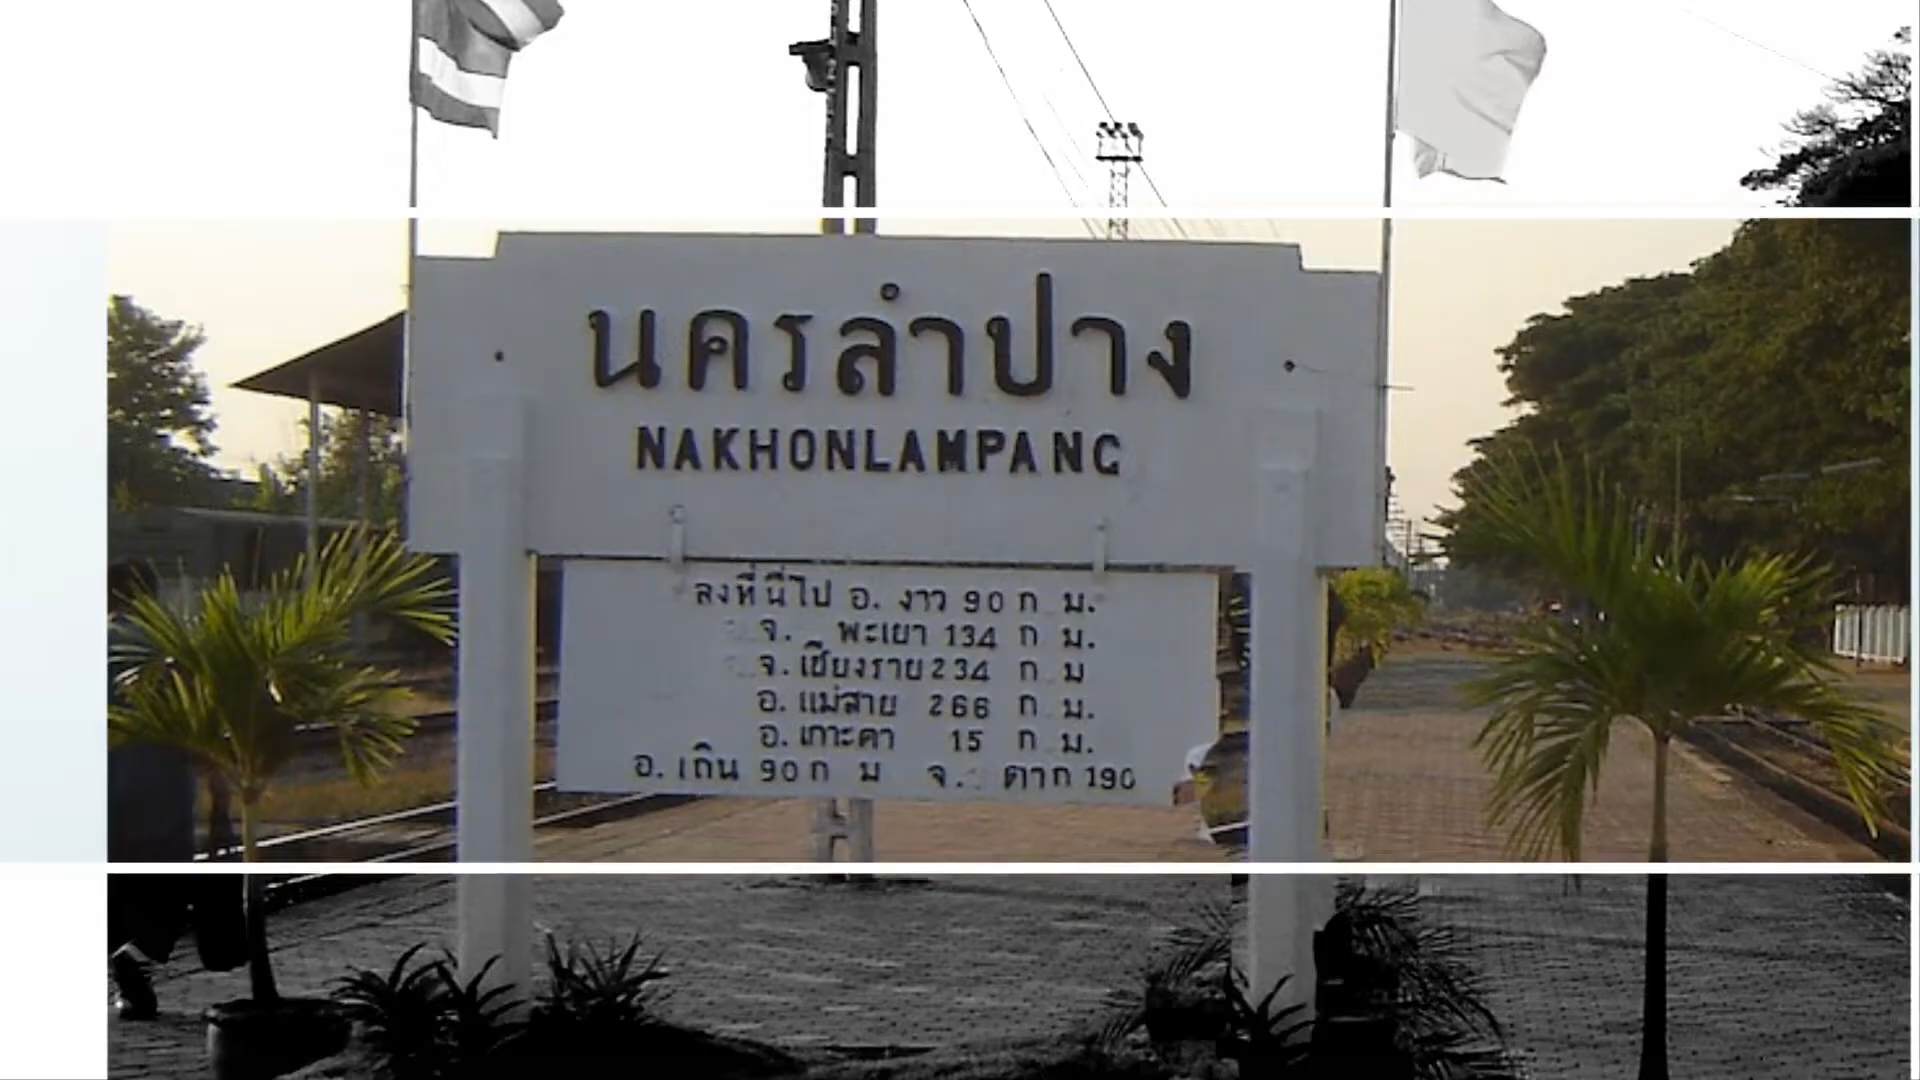 นครลำปาง
NAKHONLAMPANG
ลงที่นี่ไป อ. งาว 90 ก ม.
จ. พะเยา 134 ก ม.
จ. เชียงราย 234 ก ม
อ. แม่สาย 266 ก ม.
อ. เกาะคา 15 ก ม.
อ. เถิน 90 ก ม จ. ตาก 190